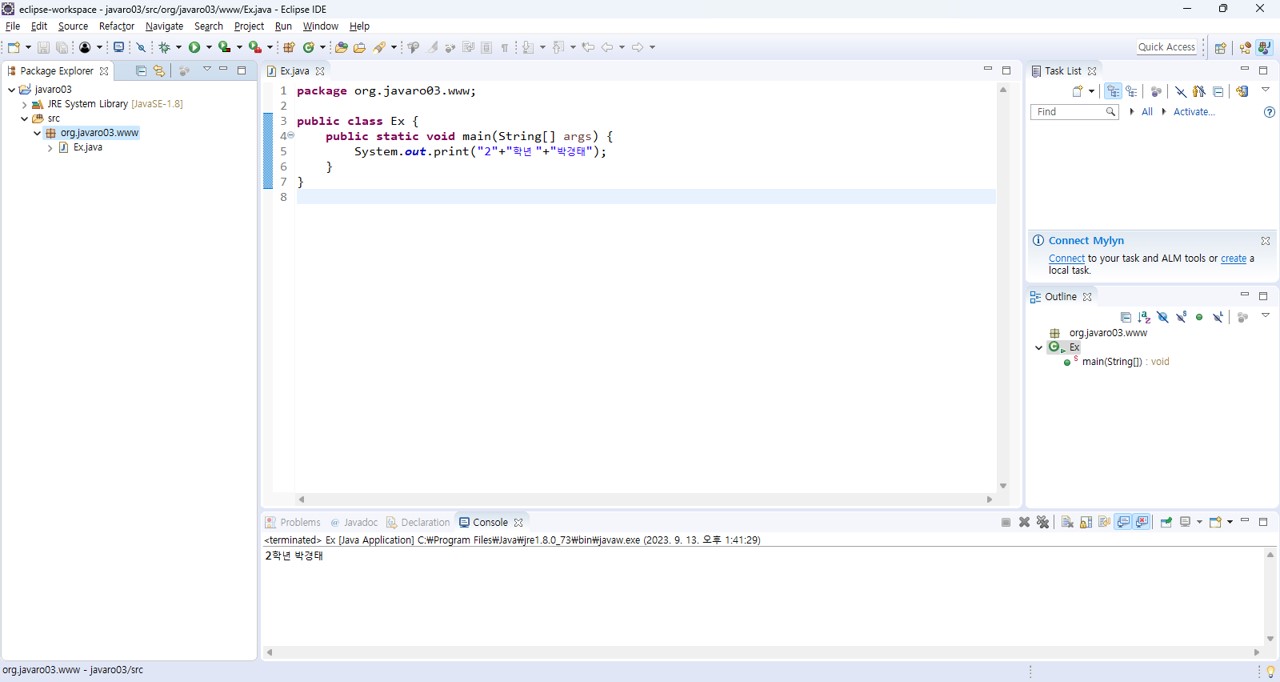 eclipse-workspace - javaro03/src/org/javaro03/www/Ex.java - Eclipse IDE
File Edit Source Refactor Navigate Search Project Run Window Help
Quick Access
Package Explorer
javaro03
JRE System Library [JavaSE-1.8]
src
org.javaro03.www
Ex.java
Ex.java
1 package org.javaro03.www;
2
3 public class Ex {
4 public static void main(String[] args) {
5 System.out.print("2"+"학년 "+"박경태");
6 }
7 }
8
Task List
Find All Activate...
Connect Mylyn
Connect to your task and ALM tools or create a
local task.
Outline
org.javaro03.www
Ex
main(String[]) : void
Problems Javadoc Declaration Console
<terminated> Ex [Java Application] C:₩Program Files₩Java₩jre1.8.0_73₩bin₩javaw.exe (2023. 9. 13. 오후 1:41:29)
2학년 박경태
org.javaro03.www - javaro03/src